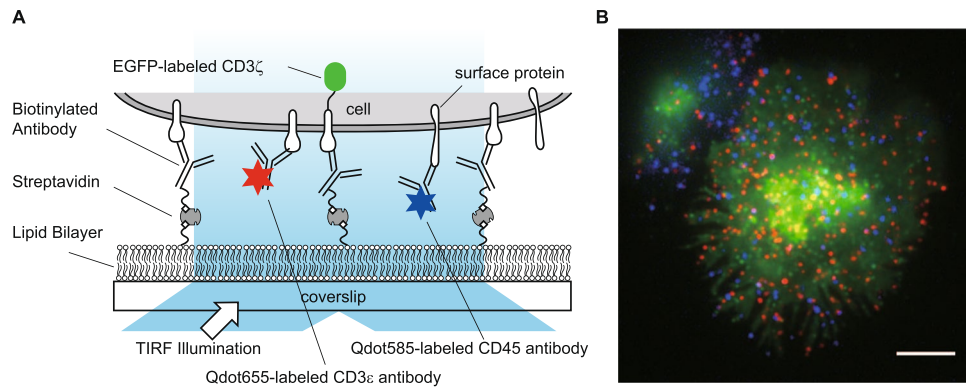 A
B
EGFP-labeled CD3ζ
surface protein
cell
Biotinylated
Antibody
Streptavidin
Lipid Bilayer
coverslip
TIRF Illumination
Qdot585-labeled CD45 antibody
Qdot655-labeled CD3ε antibody